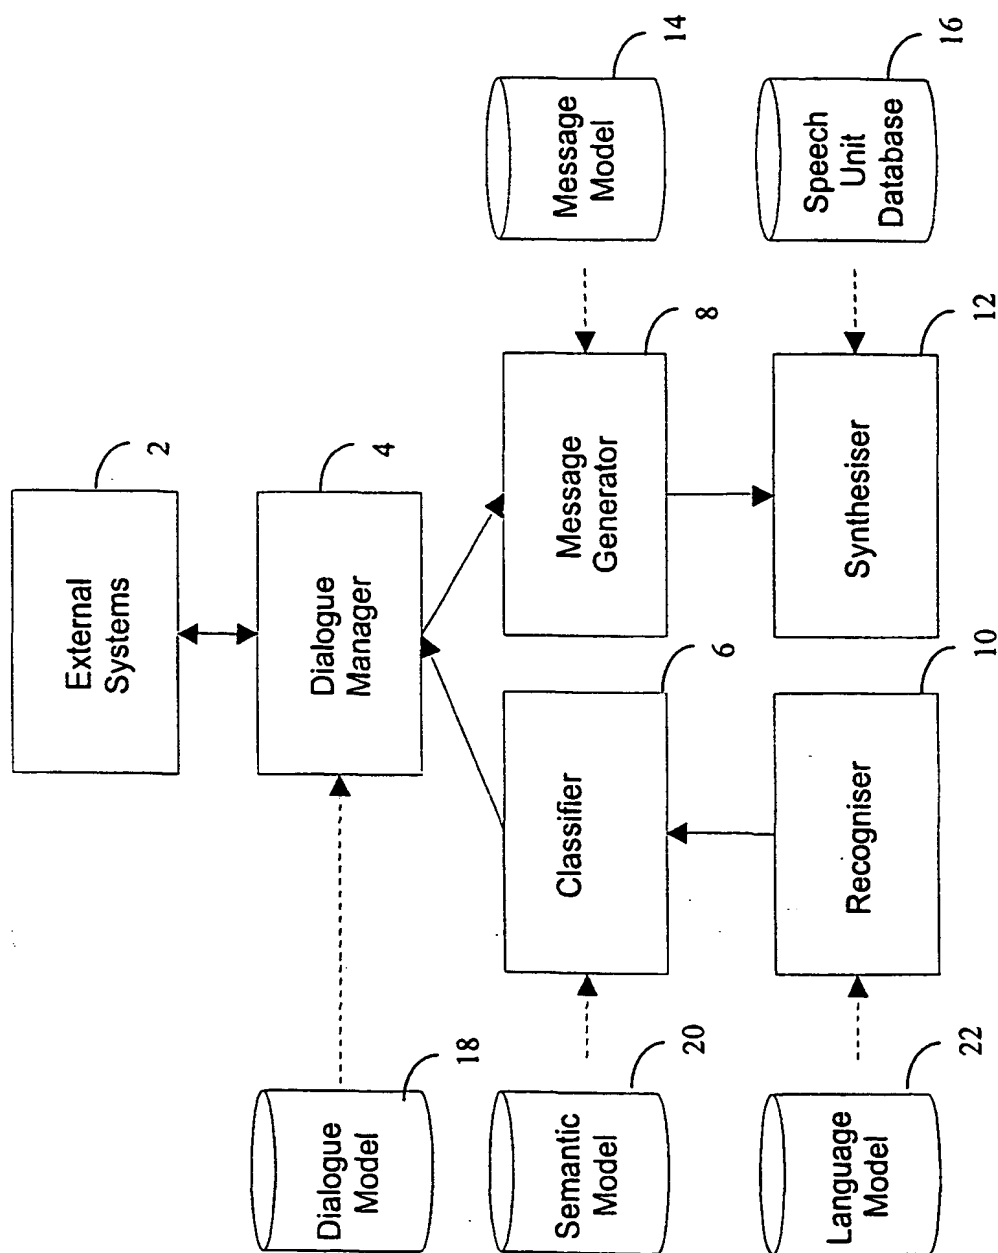 External
Systems
2
Dialogue
Model
18
Dialogue
Manager
4
Semantic
Model
20
Classifier
6
Message
Generator
8
Message
Model
14
Language
Model
22
Recogniser
10
Synthesiser
12
Speech
Unit
Database
16